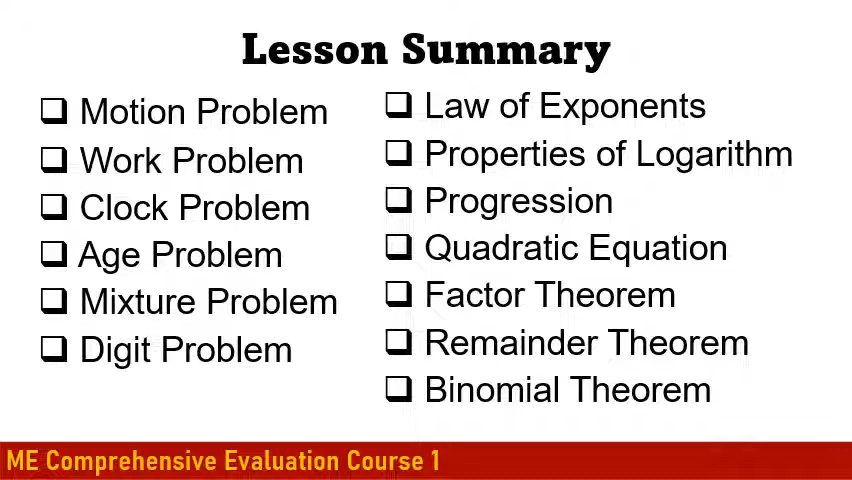 Lesson Summary
❑ Motion Problem
❑ Work Problem
❑ Clock Problem
❑ Age Problem
❑ Mixture Problem
❑ Digit Problem
❑ Law of Exponents
❑ Properties of Logarithm
❑ Progression
❑ Quadratic Equation
❑ Factor Theorem
❑ Remainder Theorem
❑ Binomial Theorem
ME Comprehensive Evaluation Course 1